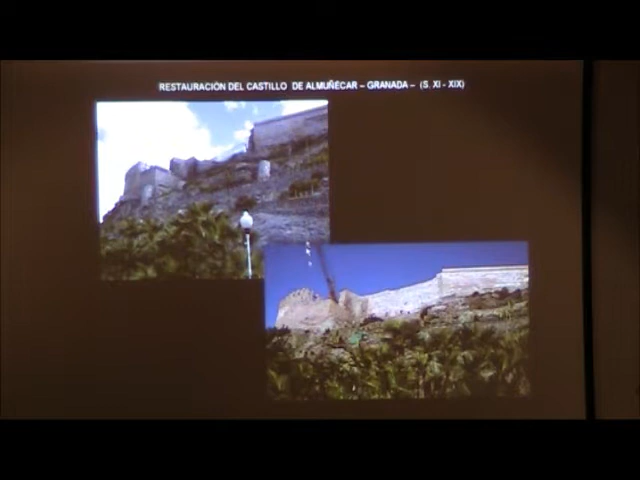 RESTAURACIÓN DEL CASTILLO DE ALMUÑÉCAR – GRANADA – (S. XI - XIX)